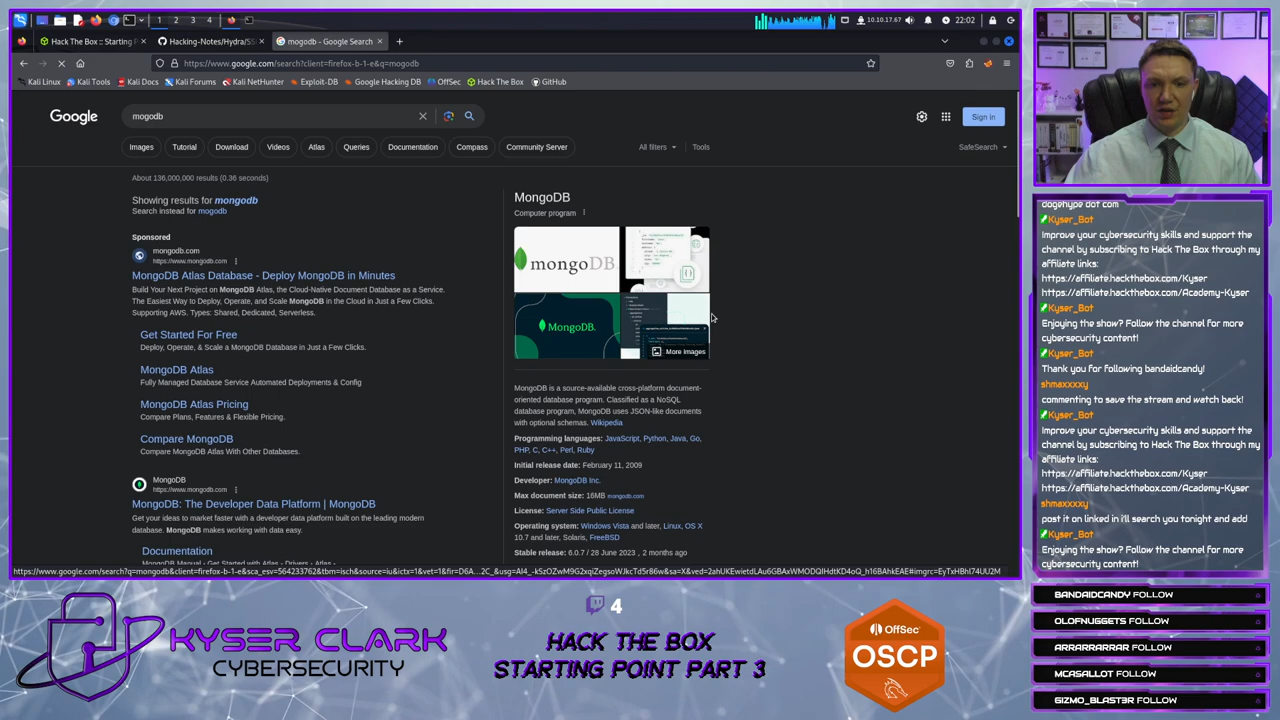 1 2 3 4
10.10.17.67
22:02
Hack The Box :: Starting P
Hacking-Notes/Hydra/SS
mogodb - Google Search
https://www.google.com/search?client=firefox-b-1-e&q=mogodb
Kali Linux Kali Tools Kali Docs Kali Forums Kali NetHunter Exploit-DB Google Hacking DB OffSec Hack The Box GitHub
Google
mogodb
Sign in
Images Tutorial Download Videos Atlas Queries Documentation Compass Community Server
All filters Tools
SafeSearch
About 136,000,000 results (0.36 seconds)
Showing results for mongodb
Search instead for mogodb
Sponsored
mongodb.com
https://www.mongodb.com
MongoDB Atlas Database - Deploy MongoDB in Minutes
Build Your Next Project on MongoDB Atlas, the Cloud-Native Document Database as a Service.
The Easiest Way to Deploy, Operate, and Scale MongoDB in the Cloud in Just a Few Clicks.
Supporting AWS. Types: Shared, Dedicated, Serverless.
Get Started For Free
Deploy, Operate, & Scale a MongoDB Database in Just a Few Clicks.
MongoDB Atlas
Fully Managed Database Service Automated Deployments & Config
MongoDB Atlas Pricing
Compare Plans, Features & Flexible Pricing.
Compare MongoDB
Compare MongoDB Atlas With Other Databases.
MongoDB
https://www.mongodb.com
MongoDB: The Developer Data Platform | MongoDB
Get your ideas to market faster with a developer data platform built on the leading modern
database. MongoDB makes working with data easy.
Documentation
MongoDB
Computer program
mongoDB
MongoDB.
More images
MongoDB is a source-available cross-platform document-
oriented database program. Classified as a NoSQL
database program, MongoDB uses JSON-like documents
with optional schemas. Wikipedia
Programming languages: JavaScript, Python, Java, Go,
PHP, C, C++, Perl, Ruby
Initial release date: February 11, 2009
Developer: MongoDB Inc.
Max document size: 16MB mongodb.com
License: Server Side Public License
Operating system: Windows Vista and later, Linux, OS X
10.7 and later, Solaris, FreeBSD
Stable release: 6.0.7 / 28 June 2023 , 2 months ago
dogehype dot com
Kyser_Bot
Improve your cybersecurity skills and support the
channel by subscribing to Hack The Box through my
affiliate links:
https://affiliate.hackthebox.com/Kyser
https://affiliate.hackthebox.com/Academy-Kyser
Kyser_Bot
Enjoying the show? Follow the channel for more
cybersecurity content!
Kyser_Bot
Thank you for following bandaidcandy!
shmaxxxxy
commenting to save the stream and watch back!
Kyser_Bot
Improve your cybersecurity skills and support the
channel by subscribing to Hack The Box through my
affiliate links:
https://affiliate.hackthebox.com/Kyser
https://affiliate.hackthebox.com/Academy-Kyser
shmaxxxxy
post it on linked in i'll search you tonight and add
Kyser_Bot
Enjoying the show? Follow the channel for more
cybersecurity content!
4
KYSER CLARK
CYBERSEC
CK THE BOX
TARTING POINT PART 3
OffSec
OSCP
BANDAIDCANDY FOLLOW
OLOFNUGGETS FOLLOW
ARRARRARRAR FOLLOW
MCASALLOT FOLLOW
GIZMO_BLAST3R FOLLOW